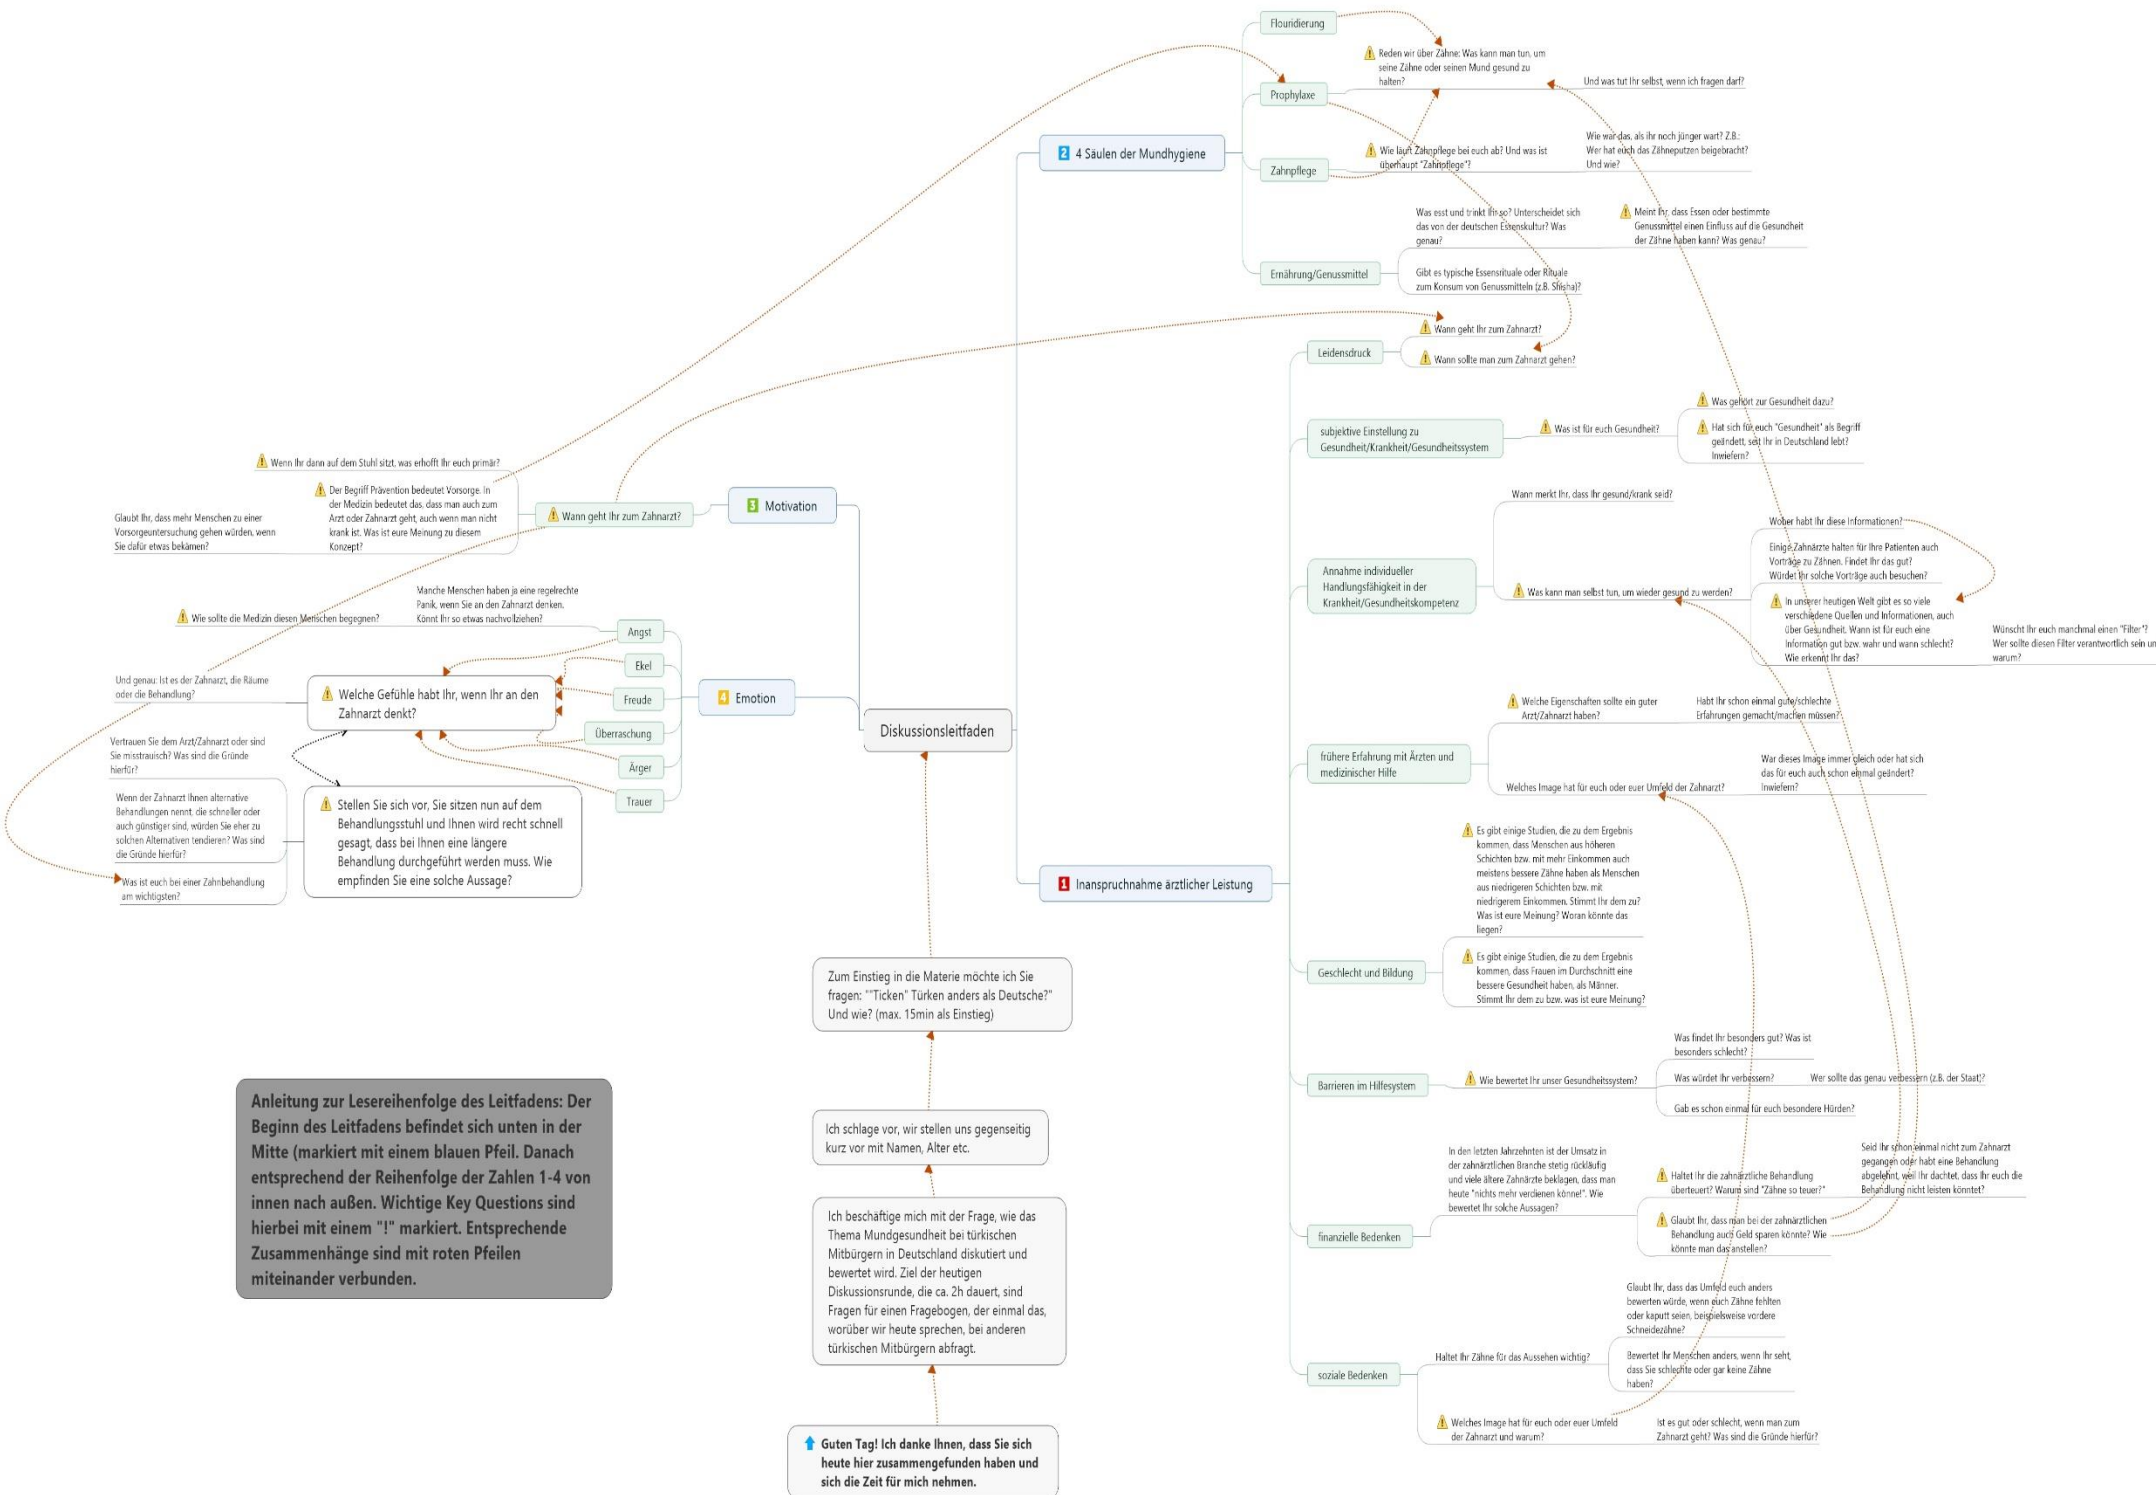 Guten Tag! Ich danke Ihnen, dass Sie sich
heute hier zusammengefunden haben und
sich die Zeit für mich nehmen.
Ich beschäftige mich mit der Frage, wie das
Thema Mundgesundheit bei türkischen
Mitbürgern in Deutschland diskutiert und
bewertet wird. Ziel der heutigen
Diskussionsrunde, die ca. 2h dauert, sind
Fragen für einen Fragebogen, der einmal das,
worüber wir heute sprechen, bei anderen
türkischen Mitbürgern abfragt.
Ich schlage vor, wir stellen uns gegenseitig
kurz vor mit Namen, Alter etc.
Zum Einstieg in die Materie möchte ich Sie
fragen: ""Ticken" Türken anders als Deutsche?"
Und wie? (max. 15min als Einstieg)
Diskussionsleitfaden
1 Inanspruchnahme ärztlicher Leistung
Leidensdruck
Wann geht Ihr zum Zahnarzt?
Wann sollte man zum Zahnarzt gehen?
subjektive Einstellung zu
Gesundheit/Krankheit/Gesundheitssystem
Was ist für euch Gesundheit?
Was gehört zur Gesundheit dazu?
Hat sich für euch "Gesundheit" als Begriff
geändert, seit Ihr in Deutschland lebt?
Inwiefern?
Annahme individueller
Handlungsfähigkeit in der
Krankheit/Gesundheitskompetenz
Wann merkt Ihr, dass Ihr gesund/krank seid?
Was kann man selbst tun, um wieder gesund zu werden?
Woher habt Ihr diese Informationen?
Einige Zahnärzte halten für Ihre Patienten auch
Vorträge zu Zähnen. Findet Ihr das gut?
Würdet Ihr solche Vorträge auch besuchen?
In unserer heutigen Welt gibt es so viele
verschiedene Quellen und Informationen, auch
über Gesundheit. Wann ist für euch eine
Information gut bzw. wahr und wann schlecht?
Wie erkennt Ihr das?
Wünscht Ihr euch manchmal einen "Filter"?
Wer sollte diesen Filter verantwortlich sein un
warum?
frühere Erfahrung mit Ärzten und
medizinischer Hilfe
Welche Eigenschaften sollte ein guter
Arzt/Zahnarzt haben?
Habt Ihr schon einmal gute/schlechte
Erfahrungen gemacht/machen müssen?
Welches Image hat für euch oder euer Umfeld der Zahnarzt?
War dieses Image immer gleich oder hat sich
das für euch auch schon einmal geändert?
Inwiefern?
Geschlecht und Bildung
Es gibt einige Studien, die zu dem Ergebnis
kommen, dass Menschen aus höheren
Schichten bzw. mit mehr Einkommen auch
meistens bessere Zähne haben als Menschen
aus niedrigeren Schichten bzw. mit
niedrigerem Einkommen. Stimmt Ihr dem zu?
Was ist eure Meinung? Woran könnte das
liegen?
Es gibt einige Studien, die zu dem Ergebnis
kommen, dass Frauen im Durchschnitt eine
bessere Gesundheit haben, als Männer.
Stimmt Ihr dem zu bzw. was ist eure Meinung?
Barrieren im Hilfesystem
Wie bewertet Ihr unser Gesundheitssystem?
Was findet Ihr besonders gut? Was ist
besonders schlecht?
Was würdet Ihr verbessern?
Wer sollte das genau verbessern (z.B. der Staat)?
Gab es schon einmal für euch besondere Hürden?
finanzielle Bedenken
In den letzten Jahrzehnten ist der Umsatz in
der zahnärztlichen Branche stetig rückläufig
und viele ältere Zahnärzte beklagen, dass man
heute "nichts mehr verdienen könne!". Wie
bewertet Ihr solche Aussagen?
Haltet Ihr die zahnärztliche Behandlung
überteuert? Warum sind "Zähne so teuer?"
Seid Ihr schon einmal nicht zum Zahnarzt
gegangen oder habt eine Behandlung
abgelehnt, weil Ihr dachtet, dass Ihr euch die
Behandlung nicht leisten könntet?
Glaubt Ihr, dass man bei der zahnärztlichen
Behandlung auch Geld sparen könnte? Wie
könnte man das anstellen?
soziale Bedenken
Haltet Ihr Zähne für das Aussehen wichtig?
Glaubt Ihr, dass das Umfeld euch anders
bewerten würde, wenn euch Zähne fehlten
oder kaputt seien, beispielsweise vordere
Schneidezähne?
Bewertet Ihr Menschen anders, wenn Ihr seht,
dass Sie schlechte oder gar keine Zähne
haben?
Welches Image hat für euch oder euer Umfeld
der Zahnarzt und warum?
Ist es gut oder schlecht, wenn man zum
Zahnarzt geht? Was sind die Gründe hierfür?
2 4 Säulen der Mundhygiene
Flouridierung
Prophylaxe
Reden wir über Zähne: Was kann man tun, um
seine Zähne oder seinen Mund gesund zu
halten?
Und was tut Ihr selbst, wenn ich fragen darf?
Zahnpflege
Wie läuft Zahnpflege bei euch ab? Und was ist
überhaupt "Zahnpflege"?
Wie war das, als ihr noch jünger wart? Z.B.:
Wer hat euch das Zähneputzen beigebracht?
Und wie?
Ernährung/Genussmittel
Was esst und trinkt Ihr so? Unterscheidet sich
das von der deutschen Essenskultur? Was
genau?
Meint Ihr, dass Essen oder bestimmte
Genussmittel einen Einfluss auf die Gesundheit
der Zähne haben kann? Was genau?
Gibt es typische Essensrituale oder Rituale
zum Konsum von Genussmitteln (z.B. Shisha)?
3 Motivation
Wann geht Ihr zum Zahnarzt?
Wenn Ihr dann auf dem Stuhl sitzt, was erhofft Ihr euch primär?
Der Begriff Prävention bedeutet Vorsorge. In
der Medizin bedeutet das, dass man auch zum
Arzt oder Zahnarzt geht, auch wenn man nicht
krank ist. Was ist eure Meinung zu diesem
Konzept?
Glaubt Ihr, dass mehr Menschen zu einer
Vorsorgeuntersuchung gehen würden, wenn
Sie dafür etwas bekämen?
4 Emotion
Angst
Manche Menschen haben ja eine regelrechte
Panik, wenn Sie an den Zahnarzt denken.
Könnt Ihr so etwas nachvollziehen?
Wie sollte die Medizin diesen Menschen begegnen?
Ekel
Freude
Überraschung
Ärger
Trauer
Welche Gefühle habt Ihr, wenn Ihr an den
Zahnarzt denkt?
Und genau: Ist es der Zahnarzt, die Räume
oder die Behandlung?
Stellen Sie sich vor, Sie sitzen nun auf dem
Behandlungsstuhl und Ihnen wird recht schnell
gesagt, dass bei Ihnen eine längere
Behandlung durchgeführt werden muss. Wie
empfinden Sie eine solche Aussage?
Vertrauen Sie dem Arzt/Zahnarzt oder sind
Sie misstrauisch? Was sind die Gründe
hierfür?
Wenn der Zahnarzt Ihnen alternative
Behandlungen nennt, die schneller oder
auch günstiger sind, würden Sie eher zu
solchen Alternativen tendieren? Was sind
die Gründe hierfür?
Was ist euch bei einer Zahnbehandlung
am wichtigsten?
Anleitung zur Lesereihenfolge des Leitfadens: Der
Beginn des Leitfadens befindet sich unten in der
Mitte (markiert mit einem blauen Pfeil. Danach
entsprechend der Reihenfolge der Zahlen 1-4 von
innen nach außen. Wichtige Key Questions sind
hierbei mit einem "!" markiert. Entsprechende
Zusammenhänge sind mit roten Pfeilen
miteinander verbunden.